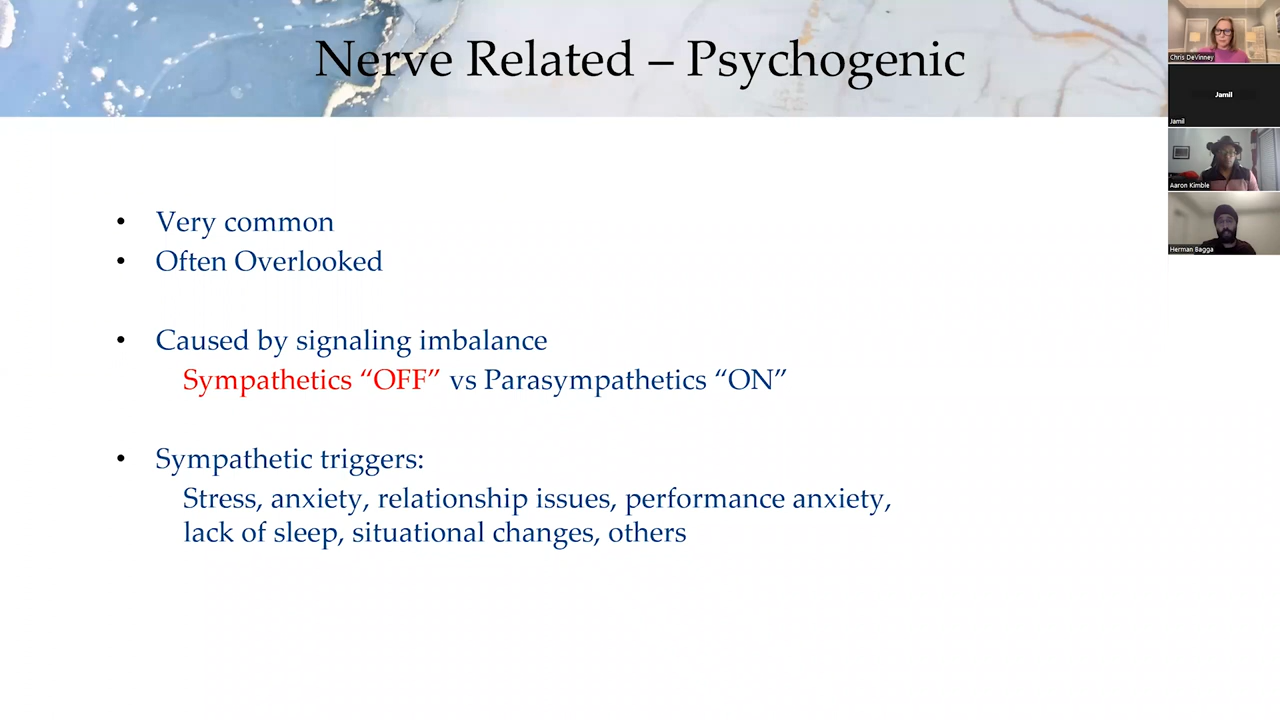 Nerve Related – Psychogenic
• Very common
• Often Overlooked
• Caused by signaling imbalance
Sympathetics “OFF” vs Parasympathetics “ON”
• Sympathetic triggers:
Stress, anxiety, relationship issues, performance anxiety,
lack of sleep, situational changes, others
Chris DeVinney
Jamil
Jamil
Aaron Kimble
Herman Bagga